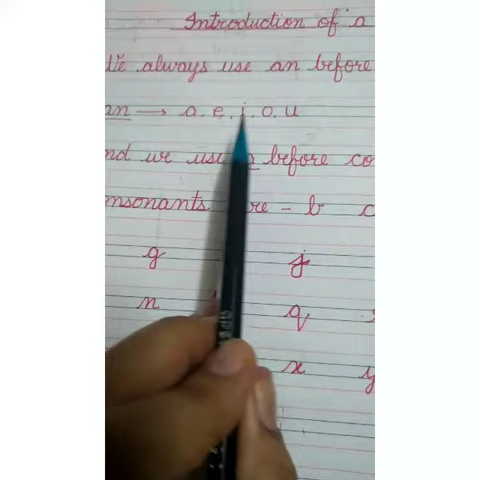 Introduction of a
We always use an before
an → a. e. i. o. u
and we use a before co
onsonants are - b c
g j
n q
x y